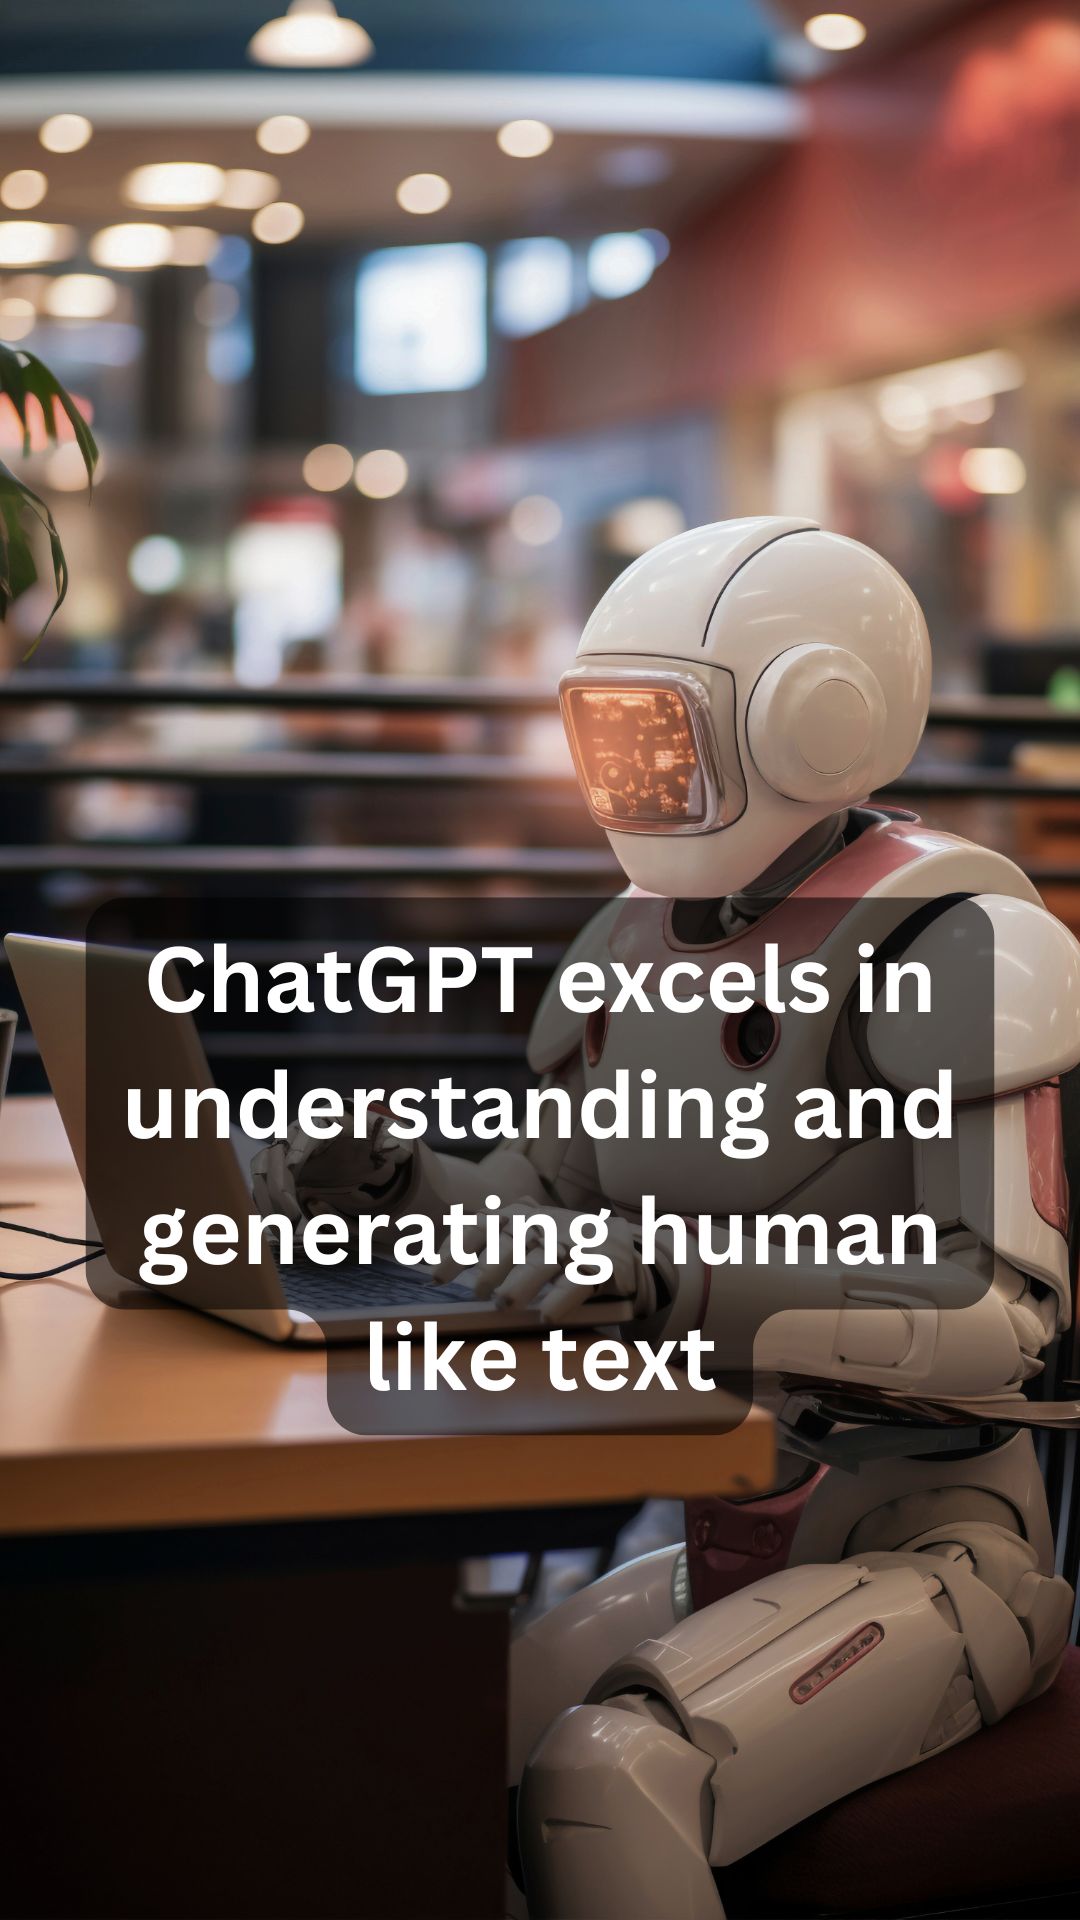 ChatGPT excels in
understanding and
generating human
like text